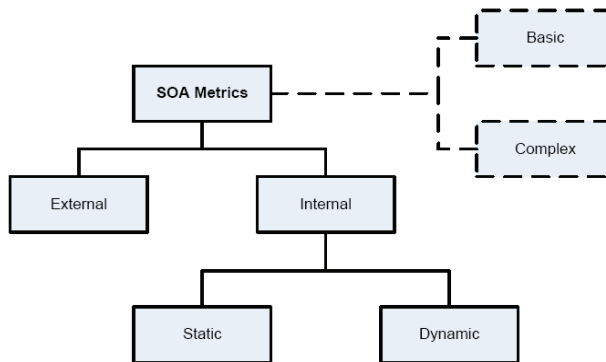 Basic
SOA Metrics
Complex
External
Internal
Static
Dynamic